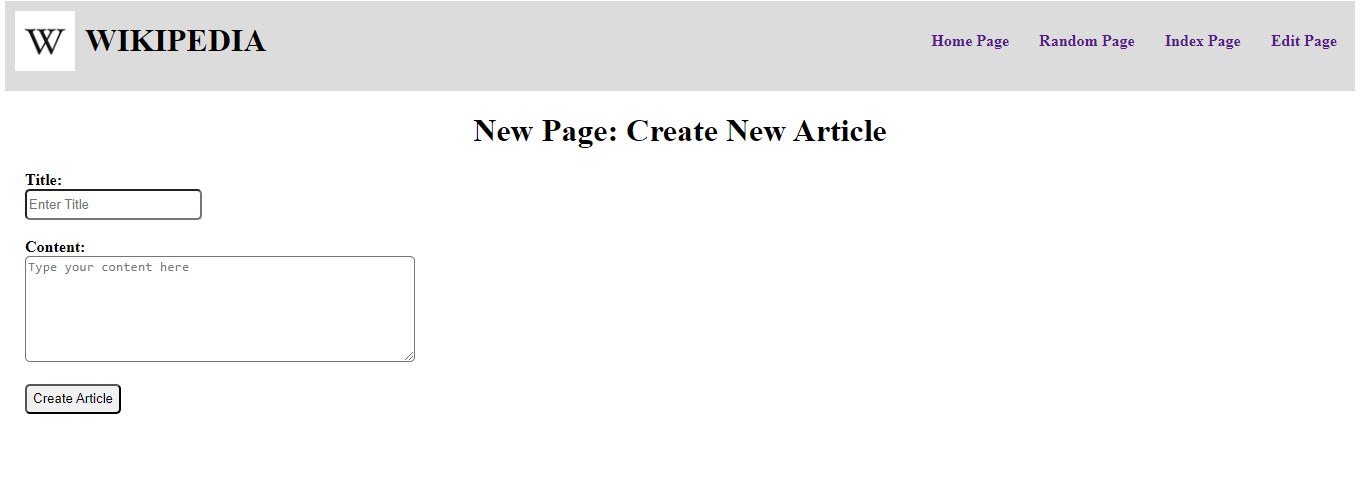 W WIKIPEDIA Home Page Random Page Index Page Edit Page
New Page: Create New Article
Title:
Enter Title
Content:
Type your content here
Create Article